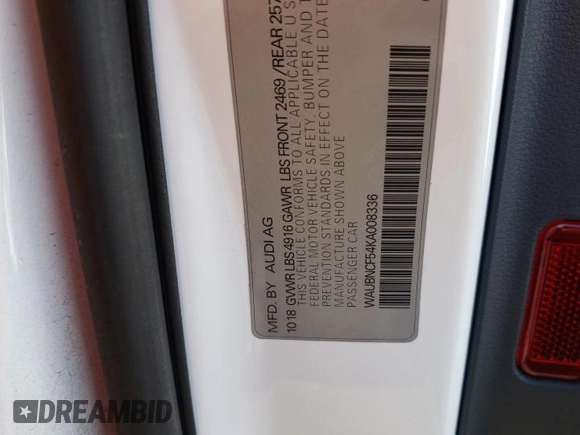 MFD. BY AUDI AG
1018 GVWR LBS 4916 GAWR LBS FRONT 2469 /REAR 257
THIS VEHICLE CONFORMS TO ALL APPLICABLE U S
FEDERAL MOTOR VEHICLE SAFETY, BUMPER AND T
PREVENTION STANDARDS IN EFFECT ON THE DATE
MANUFACTURE SHOWN ABOVE
PASSENGER CAR
WAUBNCF54KA008336
DREAMBID